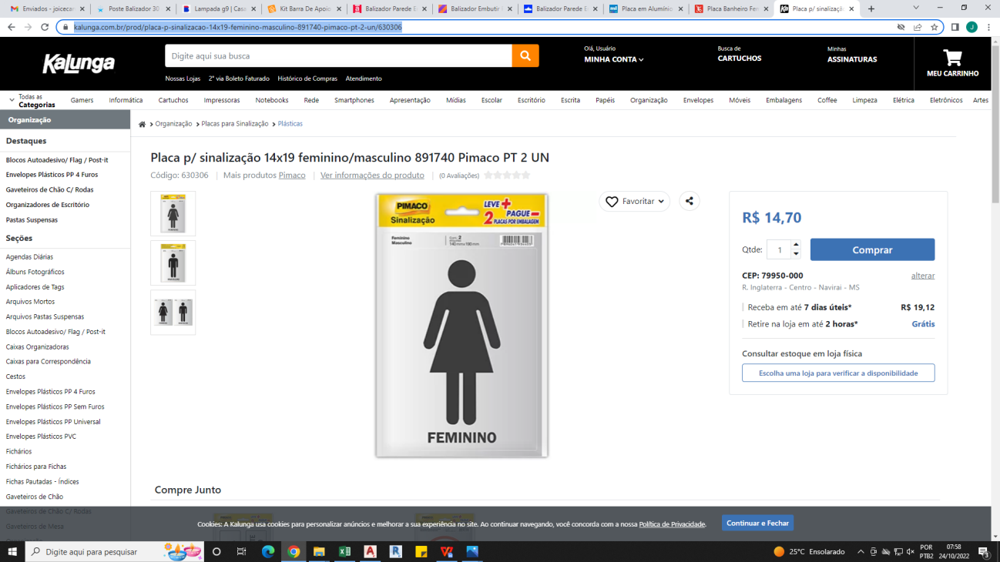 Enviados - joicecar
Poste Balizador 30
Lampada g9 | Casa
Kit Barra De Apoio
Balizador Parede E
Balizador Embutir
Balizador Parede E
Placa em Alumínio
Placa Banheiro Fen
Placa p/ sinalizaçã
kalunga.com.br/prod/placa-p-sinalizacao-14x19-feminino-masculino-891740-pimaco-pt-2-un/630306
J
Kalunga
Digite aqui sua busca
Nossas Lojas 2° via Boleto Faturado Histórico de Compras Atendimento
Olá, Usuário
MINHA CONTA
Busca de
CARTUCHOS
Minhas
ASSINATURAS
MEU CARRINHO
Todas as
Categorias
Gamers Informática Cartuchos Impressoras Notebooks Rede Smartphones Apresentação Mídias Escolar Escritório Escrita Papéis Organização Envelopes Móveis Embalagens Coffee Limpeza Elétrica Eletrônicos Artes
Organização
Destaques
Blocos Autoadesivo/ Flag / Post-it
Envelopes Plásticos PP 4 Furos
Gaveteiros de Chão C/ Rodas
Organizadores de Escritório
Pastas Suspensas
Seções
Agendas Diárias
Álbuns Fotográficos
Aplicadores de Tags
Arquivos Mortos
Arquivos Pastas Suspensas
Blocos Autoadesivo/ Flag / Post-it
Caixas Organizadoras
Caixas para Correspondência
Cestos
Envelopes Plásticos PP 4 Furos
Envelopes Plásticos PP Sem Furos
Envelopes Plásticos PP Universal
Envelopes Plásticos PVC
Fichários
Fichários para Fichas
Fichas Pautadas - Índices
Gaveteiros de Chão
Gaveteiros de Chão C/ Rodas
Gaveteiros de Mesa
Organização > Placas para Sinalização > Plásticas
Placa p/ sinalização 14x19 feminino/masculino 891740 Pimaco PT 2 UN
Código: 630306 | Mais produtos Pimaco | Ver informações do produto | (0 Avaliações)
PIMACO
Sinalização
LEVE +
PAGUE -
2 PLACAS POR EMBALAGEM
Feminino
Masculino
FEMININO
Favoritar
R$ 14,70
Qtde: 1
Comprar
CEP: 79950-000 alterar
R. Inglaterra - Centro - Navirai - MS
Receba em até 7 dias úteis* R$ 19,12
Retire na loja em até 2 horas* Grátis
Consultar estoque em loja física
Escolha uma loja para verificar a disponibilidade
Compre Junto
Cookies: A Kalunga usa cookies para personalizar anúncios e melhorar a sua experiência no site. Ao continuar navegando, você concorda com a nossa Política de Privacidade.
Continuar e Fechar
Digite aqui para pesquisar
25°C Ensolarado
POR
PTB2
07:58
24/10/2022
3